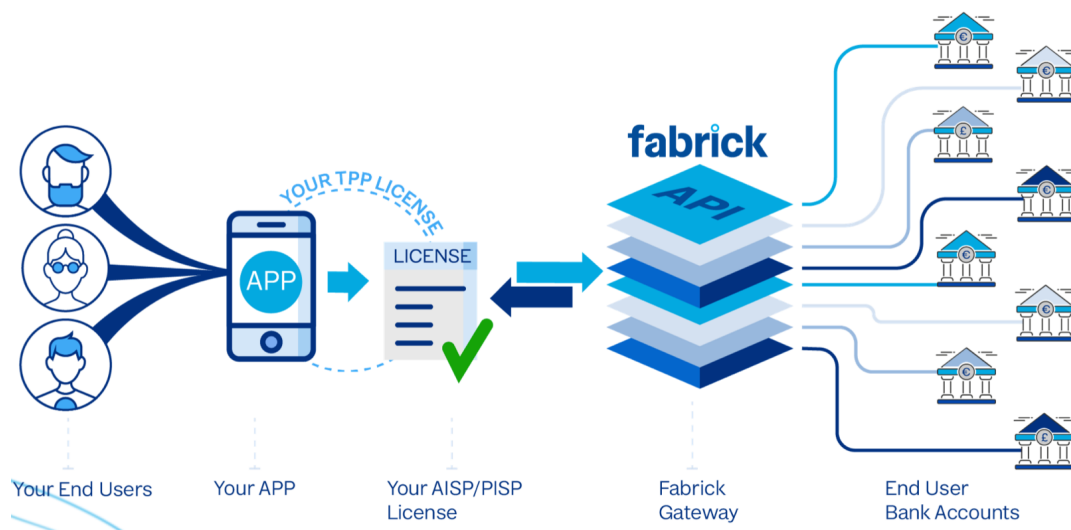 fabrick
API
YOUR TPP LICENSE
LICENSE
APP
Your End Users
Your APP
Your AISP/PISP
License
Fabrick
Gateway
End User
Bank Accounts